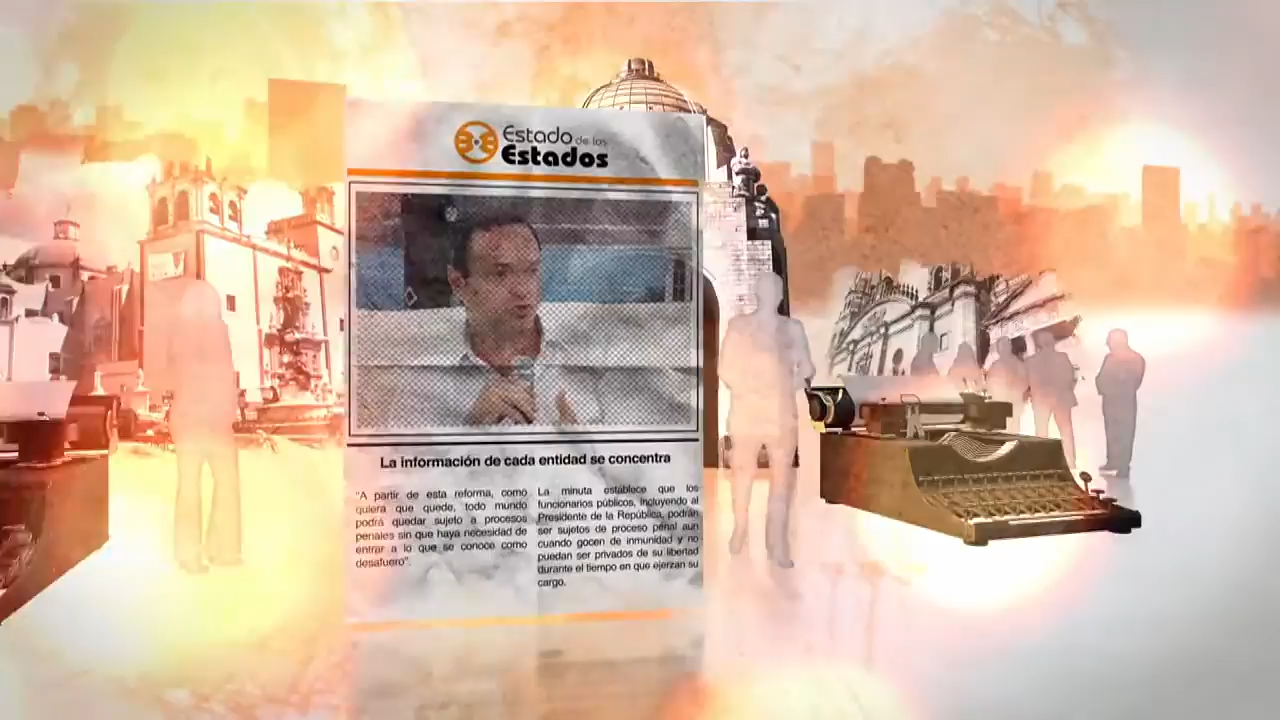 Estado de los
Estados
La información de cada entidad se concentra
"A partir de esta reforma, como
quiera que quede, todo mundo
podrá quedar sujeto a procesos
penales sin que haya necesidad de
entrar a lo que se conoce como
desafuero".
La minuta establece que los
funcionarios públicos, incluyendo al
Presidente de la República, podrán
ser sujetos de proceso penal aun
cuando gocen de inmunidad y no
puedan ser privados de su libertad
durante el tiempo en que ejerzan su
cargo.